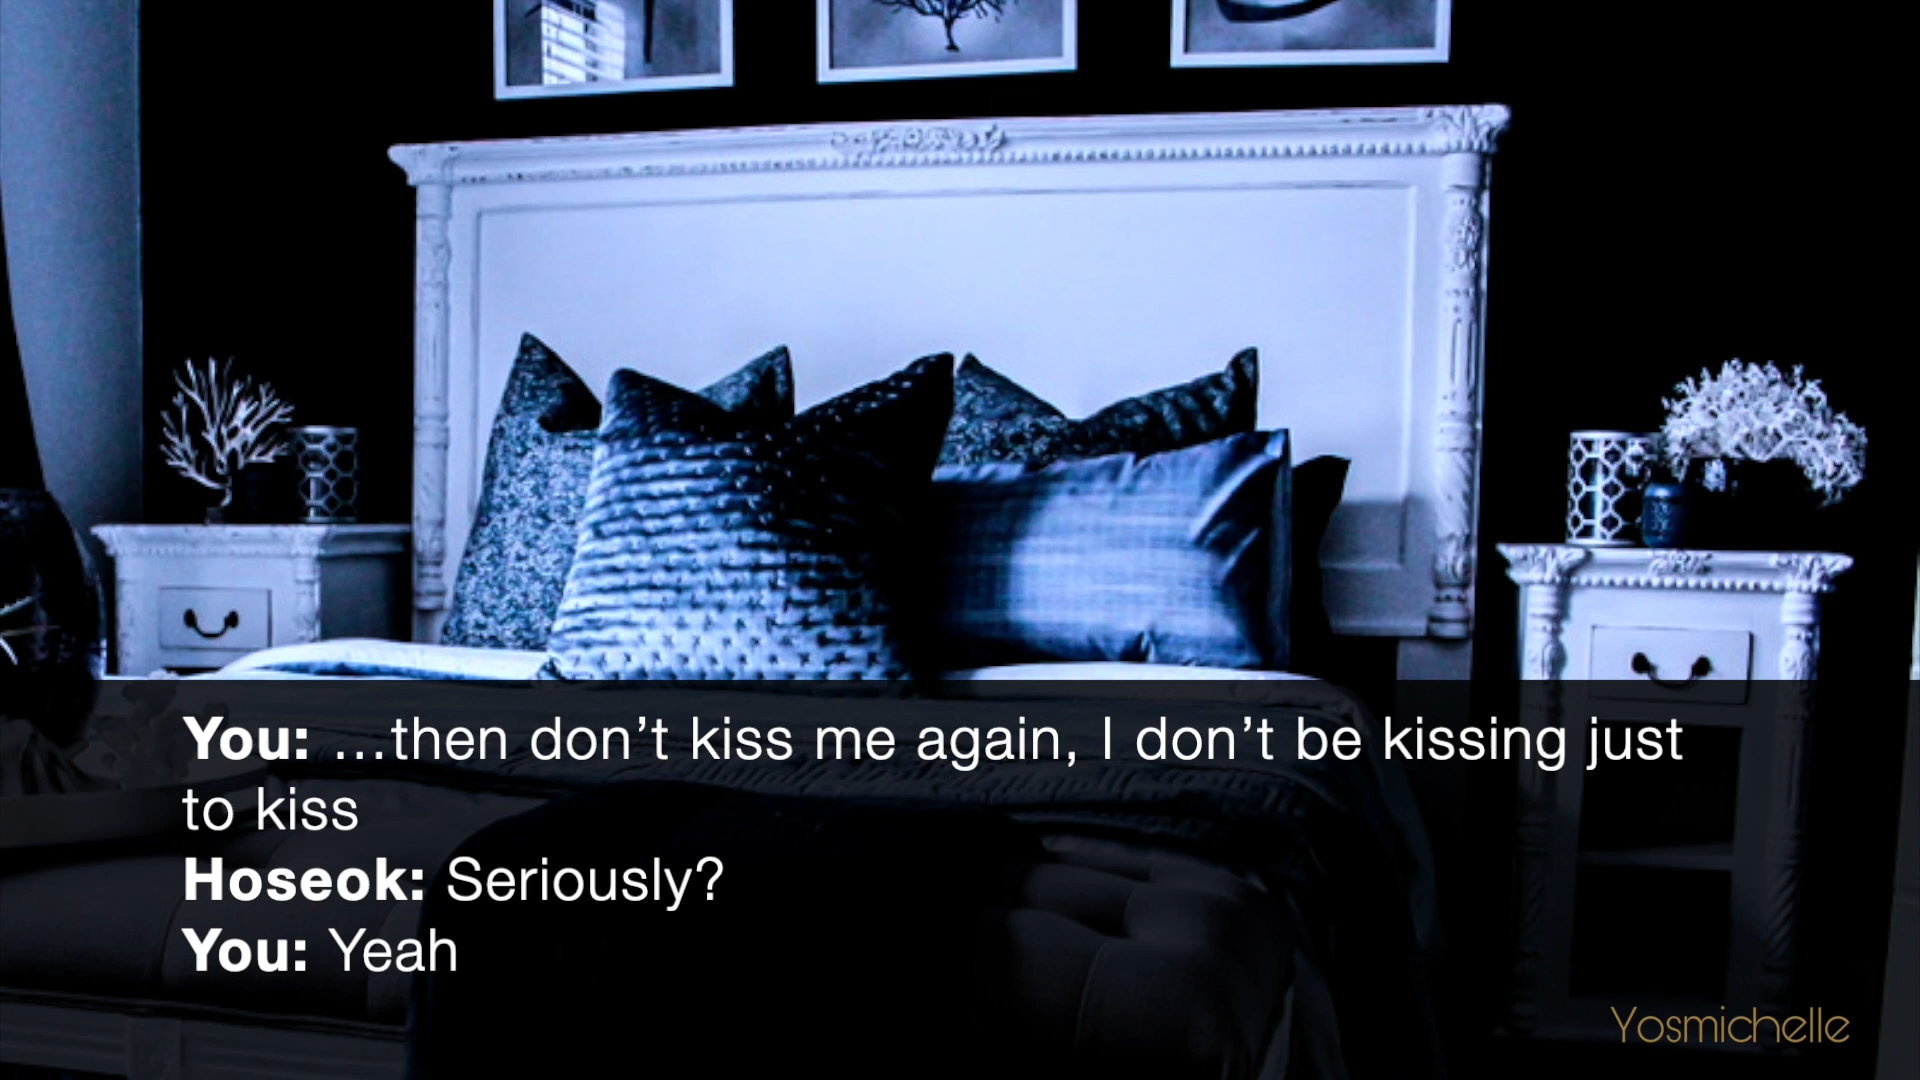 You: …then don’t kiss me again, I don’t be kissing just
to kiss
Hoseok: Seriously?
You: Yeah
Yosmichelle